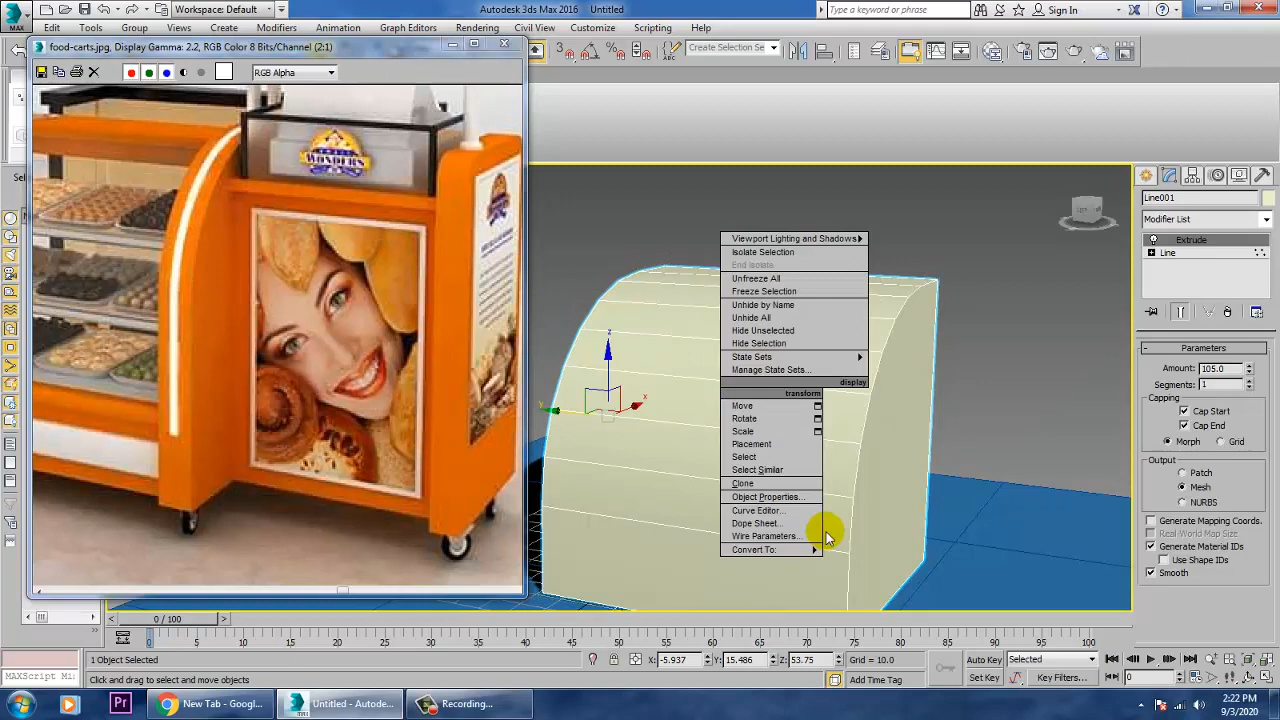 MAX
Workspace: Default
Autodesk 3ds Max 2016
Untitled
Type a keyword or phrase
Sign In
Edit
Tools
Group
Views
Create
Modifiers
Animation
Graph Editors
Rendering
Civil View
Customize
Scripting
Help
food-carts.jpg, Display Gamma: 2.2, RGB Color 8 Bits/Channel (2:1)
Create Selection Se
RGB Alpha
WONDERS
Viewport Lighting and Shadows
Isolate Selection
End Isolate
Unfreeze All
Freeze Selection
Unhide by Name
Unhide All
Hide Unselected
Hide Selection
State Sets
Manage State Sets...
display
transform
Move
Rotate
Scale
Placement
Select
Select Similar
Clone
Object Properties...
Curve Editor...
Dope Sheet...
Wire Parameters...
Convert To:
z
y
x
Line001
Modifier List
Extrude
Line
Parameters
Amount: 105.0
Segments: 1
Capping
Cap Start
Cap End
Morph
Grid
Output
Patch
Mesh
NURBS
Generate Mapping Coords.
Real-World Map Size
Generate Material IDs
Use Shape IDs
Smooth
0 / 100
0 5 10 15 20 25 30 35 40 45 50 55 60 65 70 75 80 85 90 95 100
1 Object Selected
X: -5.937
Y: 15.486
Z: 53.75
Grid = 10.0
Auto Key
Selected
MAXScript Mi
Click and drag to select and move objects
Add Time Tag
Set Key
Key Filters...
0
New Tab - Googl...
Untitled - Autode...
Recording...
2:22 PM
9/3/2020